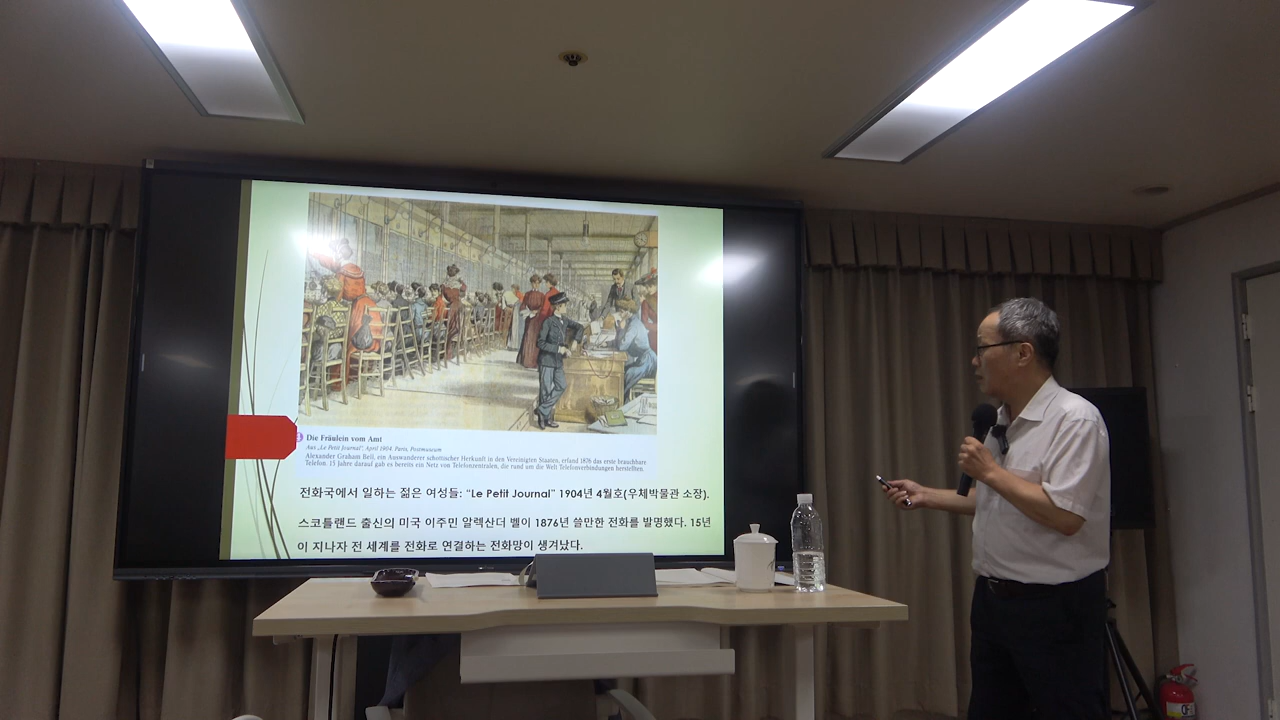 Die Fräulein vom Amt
Aus „Le Petit Journal", April 1904. Paris, Postmuseum
Alexander Graham Bell, ein Auswanderer schottischer Herkunft in den Vereinigten Staaten, erfand 1876 das erste brauchbare
Telefon. 15 Jahre darauf gab es bereits ein Netz von Telefonzentralen, die rund um die Welt Telefonverbindungen herstellten.
전화국에서 일하는 젊은 여성들: “Le Petit Journal” 1904년 4월호(우체박물관 소장).
스코틀랜드 출신의 미국 이주민 알렉산더 벨이 1876년 쓸만한 전화를 발명했다. 15년
이 지나자 전 세계를 전화로 연결하는 전화망이 생겨났다.